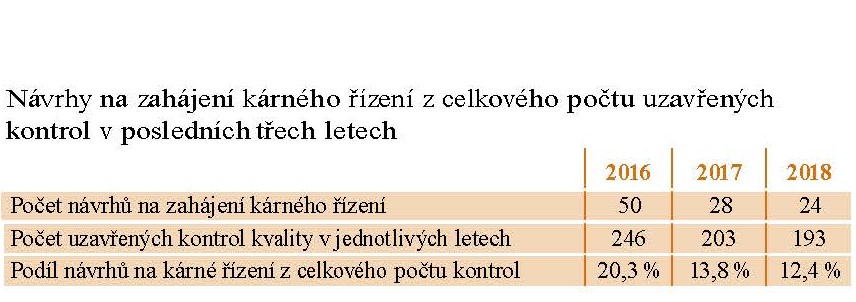 Návrhy na zahájení kárného řízení z celkového počtu uzavřených
kontrol v posledních třech letech
2016 2017 2018
Počet návrhů na zahájení kárného řízení 50 28 24
Počet uzavřených kontrol kvality v jednotlivých letech 246 203 193
Podíl návrhů na kárné řízení z celkového počtu kontrol 20,3 % 13,8 % 12,4 %